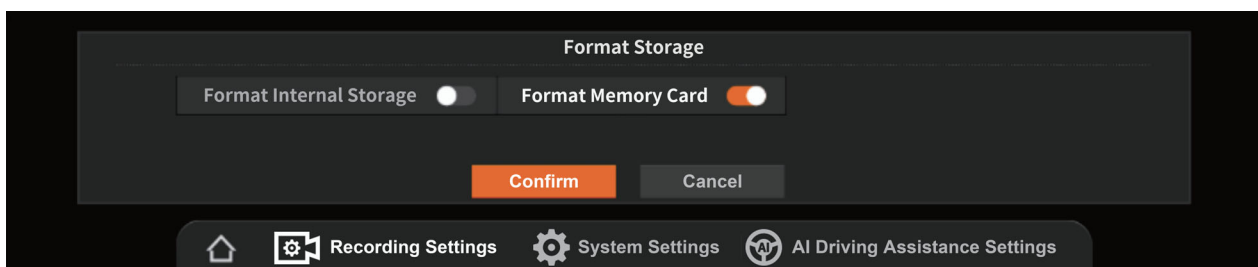 Format Storage
Format Internal Storage Format Memory Card
Confirm Cancel
Recording Settings System Settings AI Driving Assistance Settings